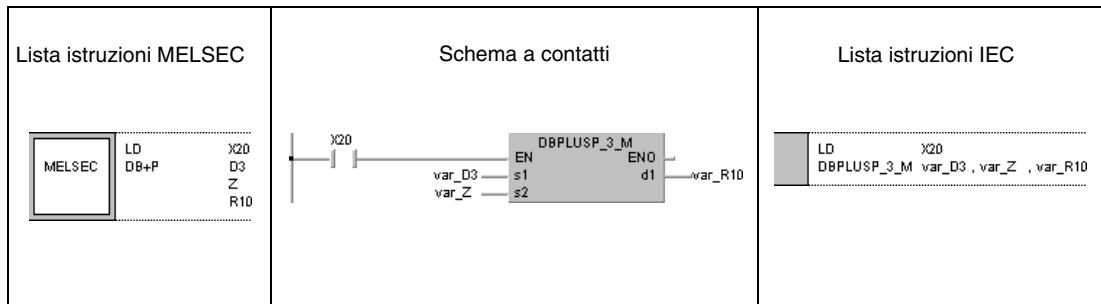 Lista istruzioni MELSEC
Schema a contatti
Lista istruzioni IEC
MELSEC
LD X20
DB+P D3
Z
R10
X20
DBPLUSP_3_M
EN ENO
var_D3 s1 d1 var_R10
var_Z s2
LD X20
DBPLUSP_3_M var_D3 , var_Z , var_R10